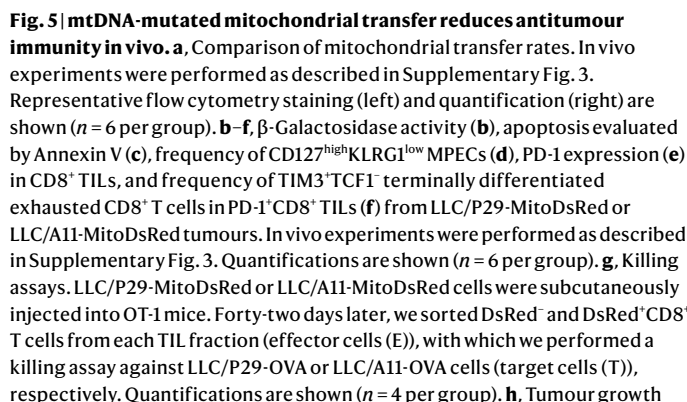 Fig. 5 | mtDNA-mutated mitochondrial transfer reduces antitumour
immunity in vivo. a, Comparison of mitochondrial transfer rates. In vivo
experiments were performed as described in Supplementary Fig. 3.
Representative flow cytometry staining (left) and quantification (right) are
shown (n = 6 per group). b–f, β-Galactosidase activity (b), apoptosis evaluated
by Annexin V (c), frequency of CD127highKLRG1low MPECs (d), PD-1 expression (e)
in CD8+ TILs, and frequency of TIM3+TCF1− terminally differentiated
exhausted CD8+ T cells in PD-1+CD8+ TILs (f) from LLC/P29-MitoDsRed or
LLC/A11-MitoDsRed tumours. In vivo experiments were performed as described
in Supplementary Fig. 3. Quantifications are shown (n = 6 per group). g, Killing
assays. LLC/P29-MitoDsRed or LLC/A11-MitoDsRed cells were subcutaneously
injected into OT-1 mice. Forty-two days later, we sorted DsRed− and DsRed+CD8+
T cells from each TIL fraction (effector cells (E)), with which we performed a
killing assay against LLC/P29-OVA or LLC/A11-OVA cells (target cells (T)),
respectively. Quantifications are shown (n = 4 per group). h, Tumour growth